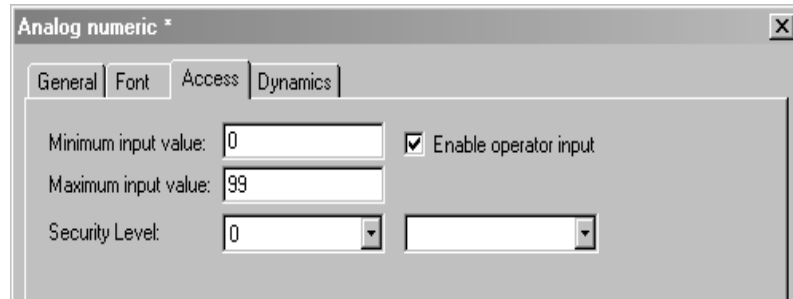 Analog numeric *
General Font Access Dynamics
Minimum input value: 0 Enable operator input
Maximum input value: 99
Security Level: 0